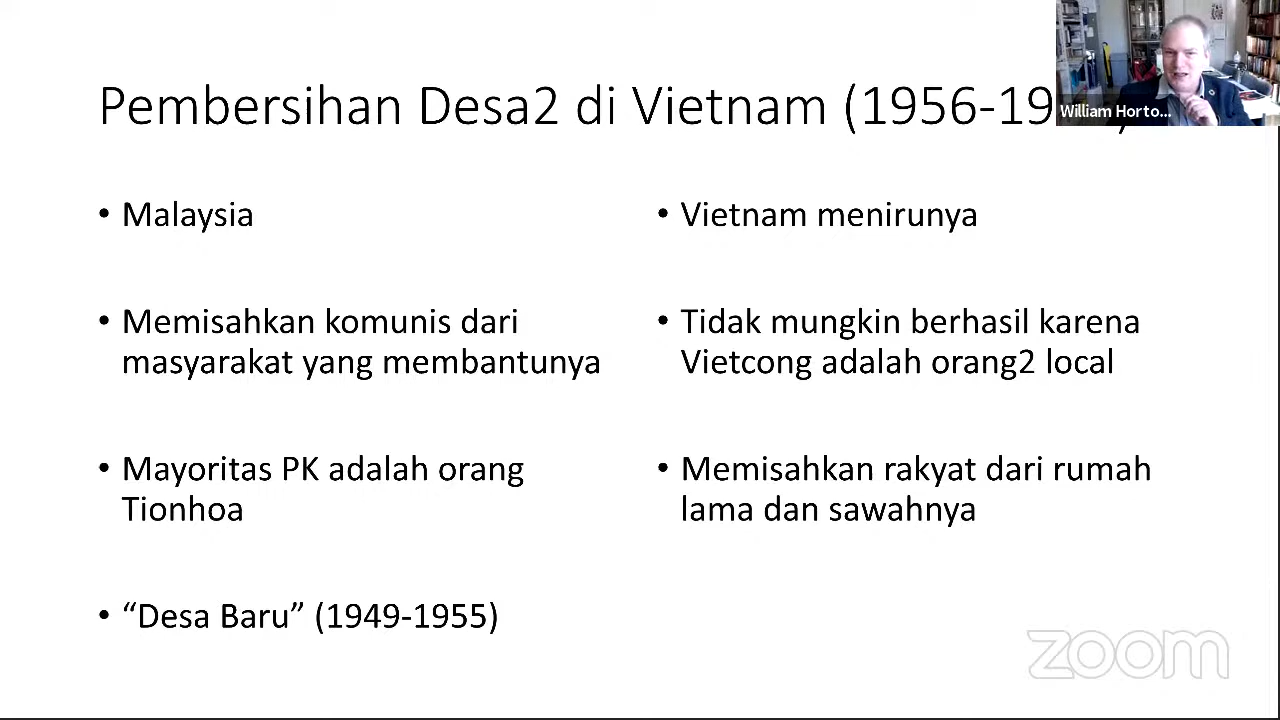 Pembersihan Desa2 di Vietnam (1956-19
William Horto...
• Malaysia
• Memisahkan komunis dari
masyarakat yang membantunya
• Mayoritas PK adalah orang
Tionhoa
• “Desa Baru” (1949-1955)
• Vietnam menirunya
• Tidak mungkin berhasil karena
Vietcong adalah orang2 local
• Memisahkan rakyat dari rumah
lama dan sawahnya
zoom